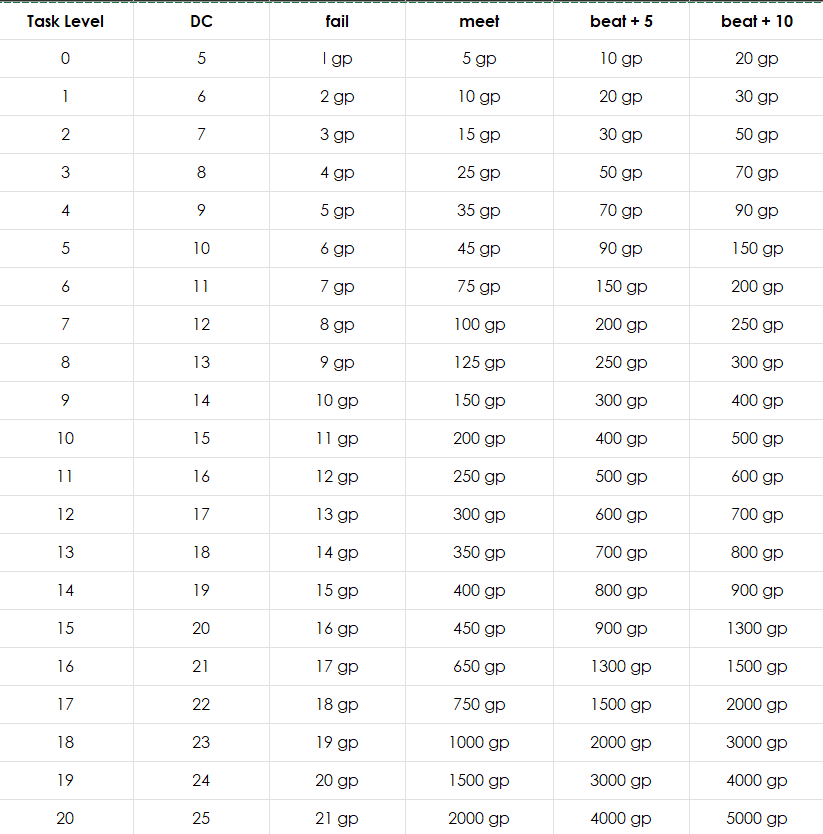 Task Level DC fail meet beat + 5 beat + 10
0 5 1 gp 5 gp 10 gp 20 gp
1 6 2 gp 10 gp 20 gp 30 gp
2 7 3 gp 15 gp 30 gp 50 gp
3 8 4 gp 25 gp 50 gp 70 gp
4 9 5 gp 35 gp 70 gp 90 gp
5 10 6 gp 45 gp 90 gp 150 gp
6 11 7 gp 75 gp 150 gp 200 gp
7 12 8 gp 100 gp 200 gp 250 gp
8 13 9 gp 125 gp 250 gp 300 gp
9 14 10 gp 150 gp 300 gp 400 gp
10 15 11 gp 200 gp 400 gp 500 gp
11 16 12 gp 250 gp 500 gp 600 gp
12 17 13 gp 300 gp 600 gp 700 gp
13 18 14 gp 350 gp 700 gp 800 gp
14 19 15 gp 400 gp 800 gp 900 gp
15 20 16 gp 450 gp 900 gp 1300 gp
16 21 17 gp 650 gp 1300 gp 1500 gp
17 22 18 gp 750 gp 1500 gp 2000 gp
18 23 19 gp 1000 gp 2000 gp 3000 gp
19 24 20 gp 1500 gp 3000 gp 4000 gp
20 25 21 gp 2000 gp 4000 gp 5000 gp